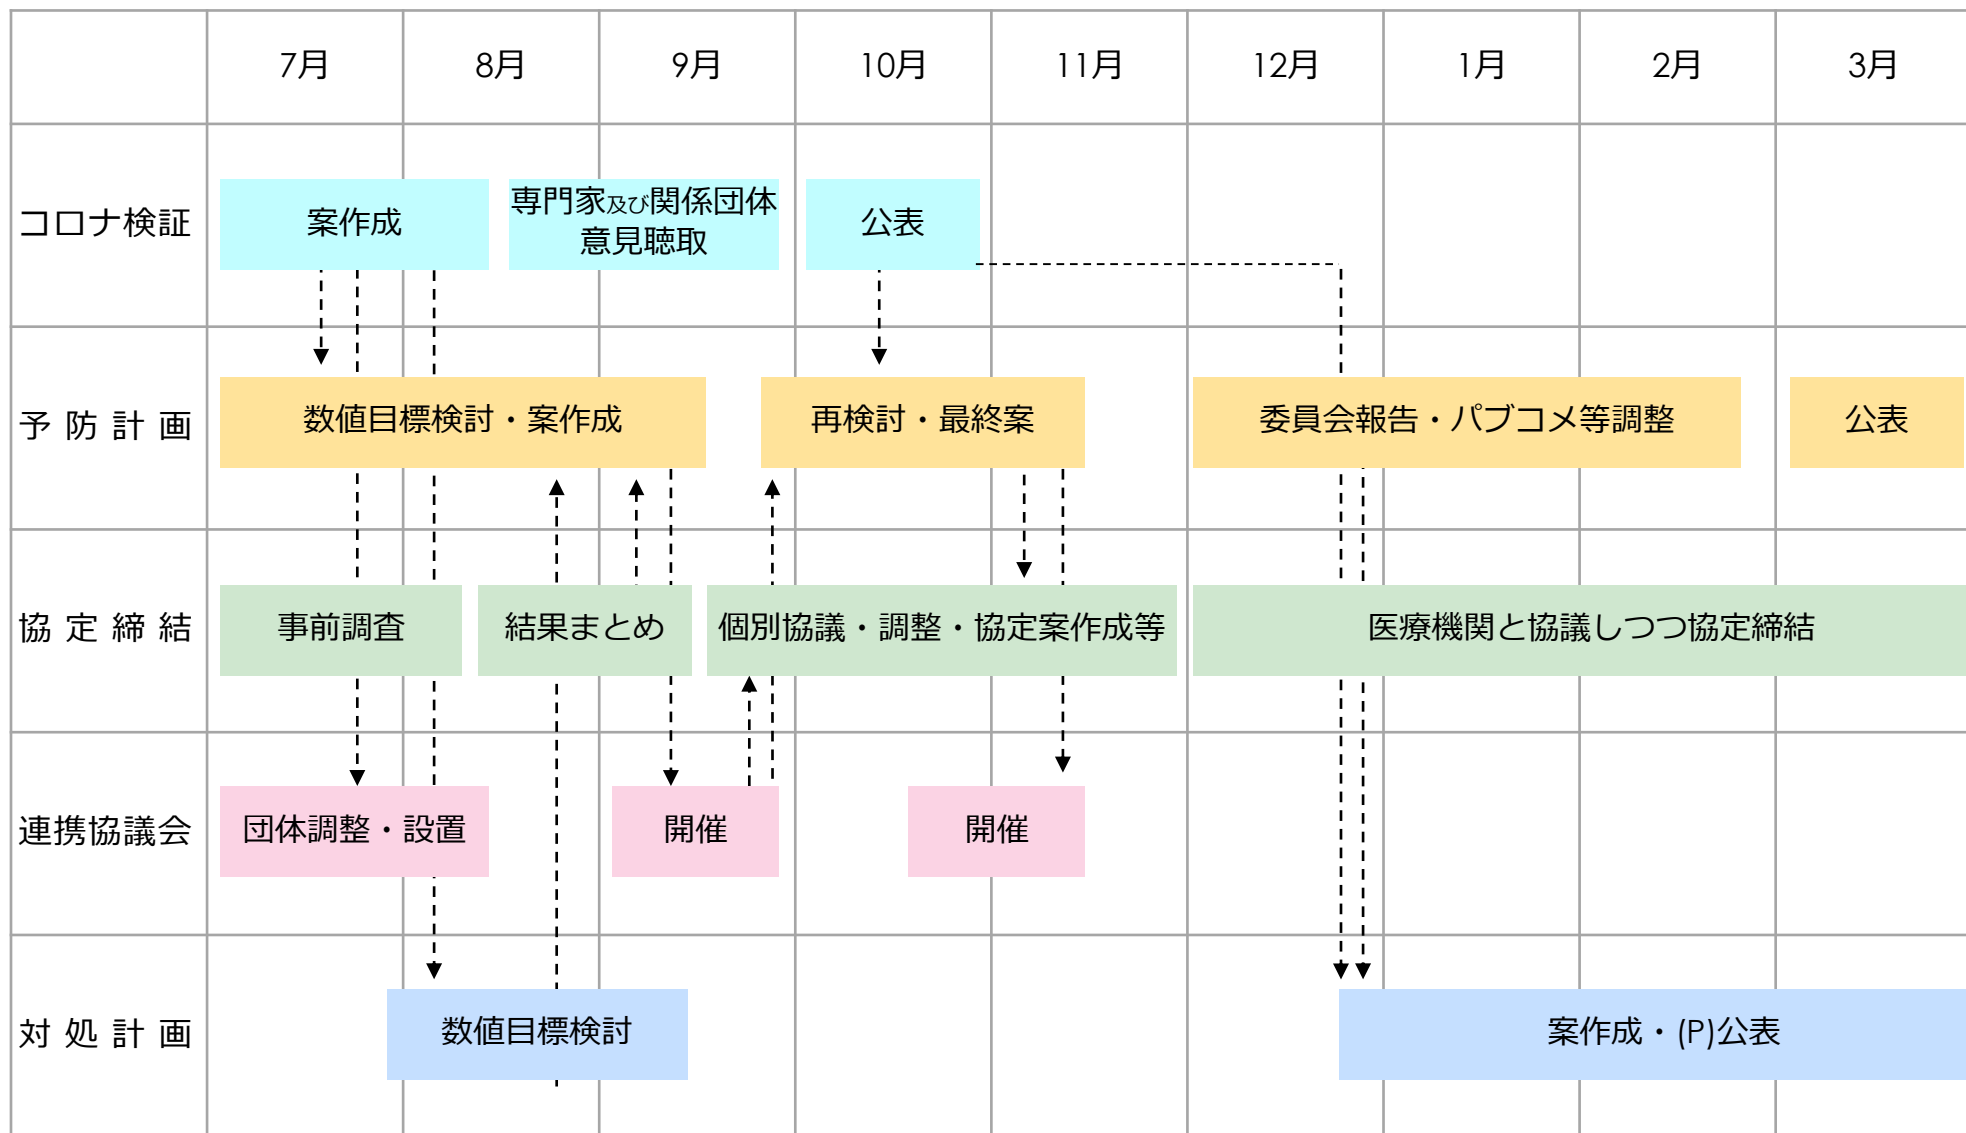 7月 8月 9月 10月 11月 12月 1月 2月 3月
コロナ検証
案作成
専門家及び関係団体
意見聴取
公表
予防計画
数値目標検討・案作成
再検討・最終案
委員会報告・パブコメ等調整
公表
協定締結
事前調査
結果まとめ
個別協議・調整・協定案作成等
医療機関と協議しつつ協定締結
連携協議会
団体調整・設置
開催
開催
対処計画
数値目標検討
案作成・(P)公表